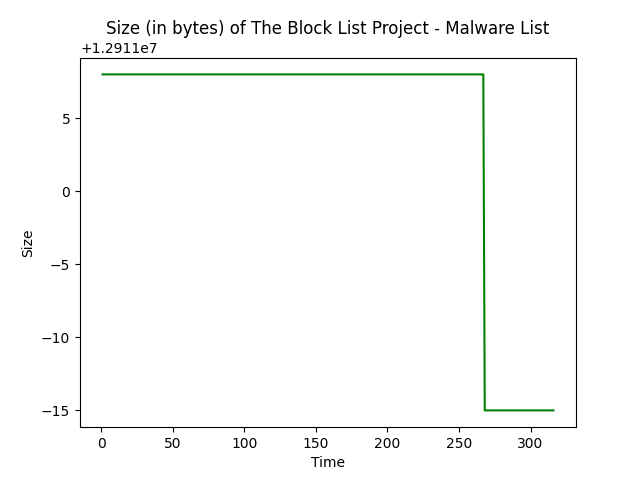 Size (in bytes) of The Block List Project - Malware List
+1.2911e7
5
0
−5
−10
−15
Size
0 50 100 150 200 250 300
Time